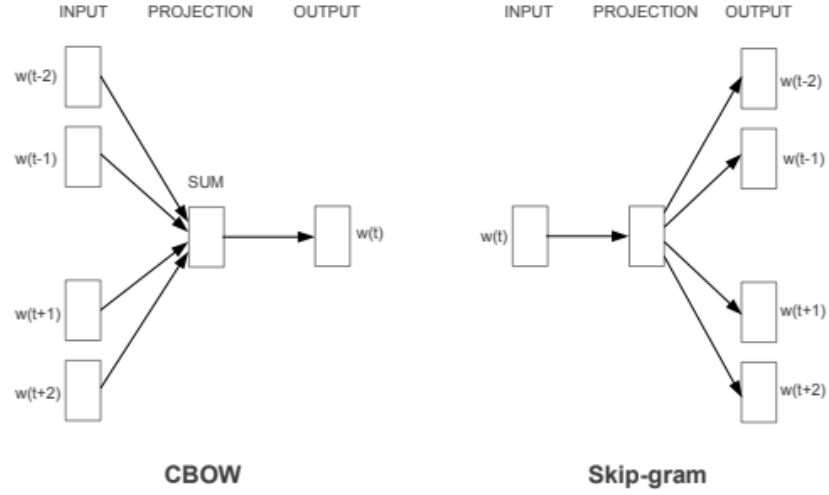 INPUT PROJECTION OUTPUT
w(t-2)
w(t-1)
SUM
w(t)
w(t+1)
w(t+2)
CBOW
INPUT PROJECTION OUTPUT
w(t-2)
w(t-1)
w(t)
w(t+1)
w(t+2)
Skip-gram